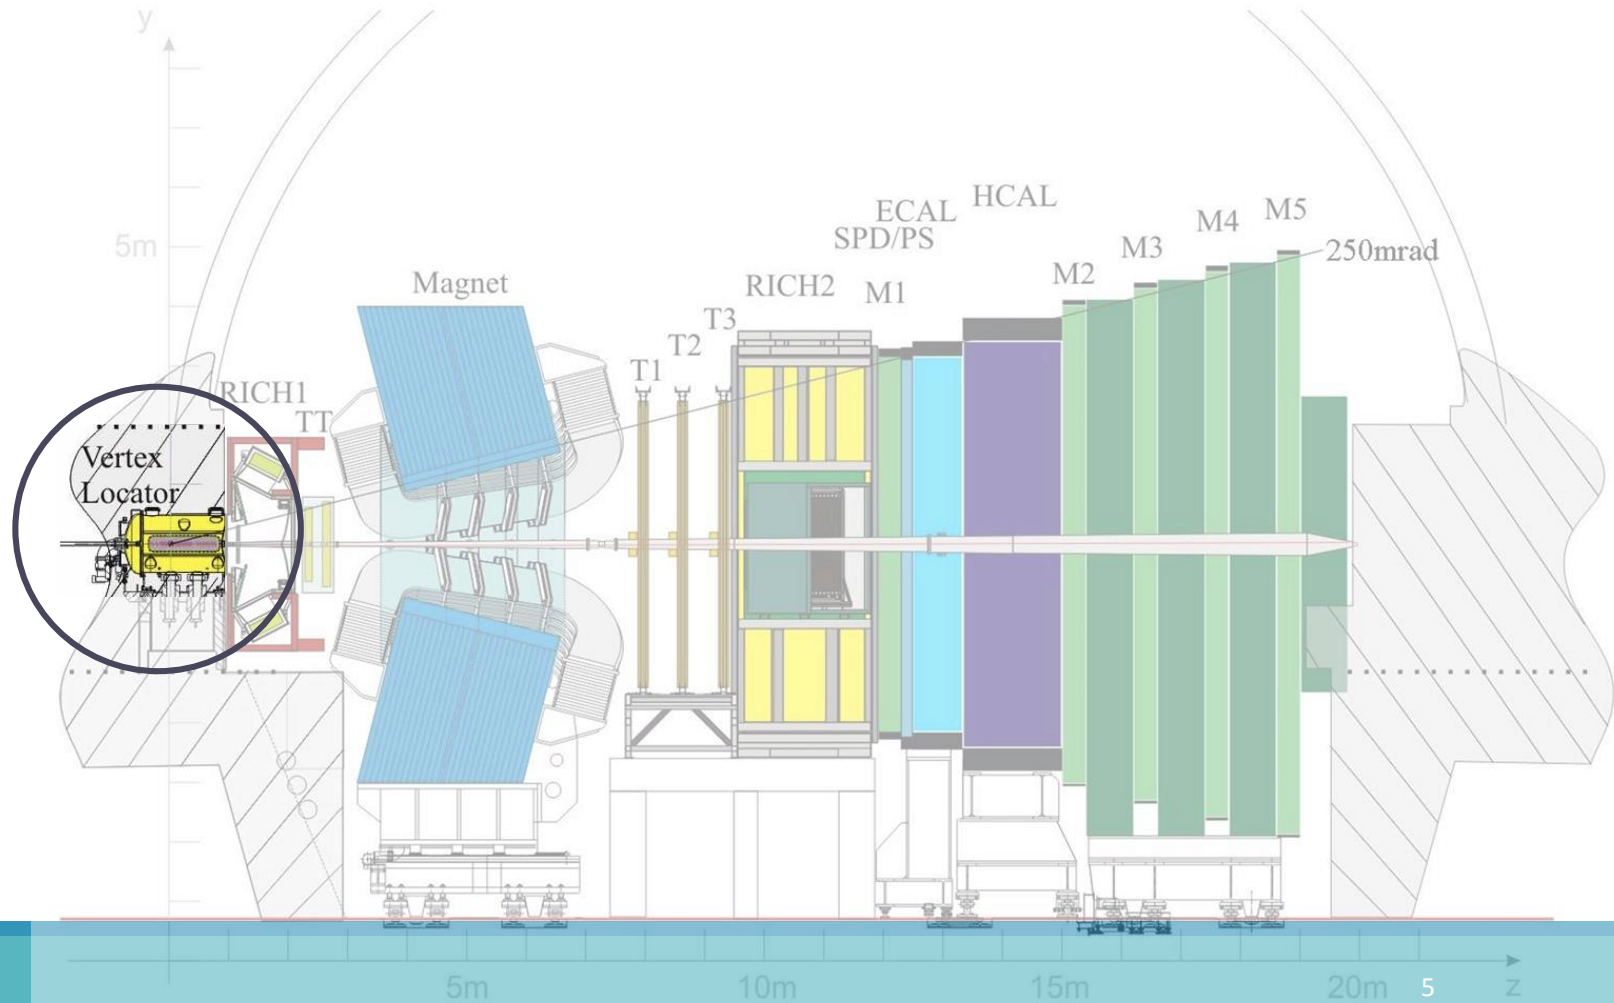 y
HCAL
ECAL
SPD/PS
M5
M4
M3
5m
250mrad
M2
Magnet
RICH2
M1
T3
T2
T1
RICH1
TT
Vertex
Locator
5m
10m
15m
20m
5
z